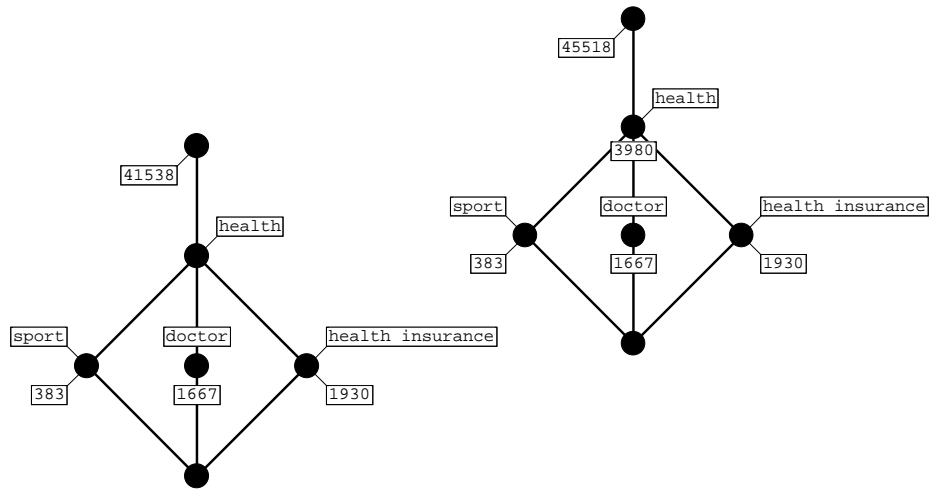 45518
health
3980
sport
doctor
health insurance
383
1667
1930
41538
health
sport
doctor
health insurance
383
1667
1930